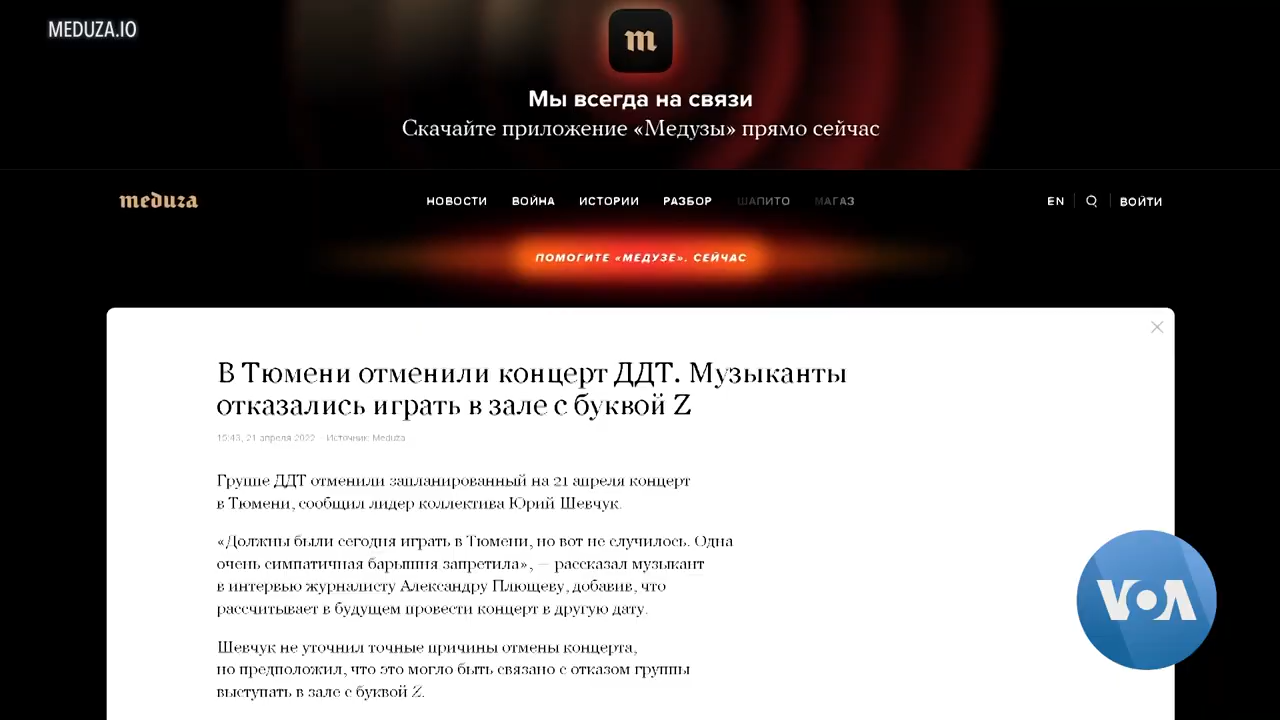 MEDUZA.IO
m
Мы всегда на связи
Скачайте приложение «Медузы» прямо сейчас
meduza
НОВОСТИ ВОЙНА ИСТОРИИ РАЗБОР ШАПИТО МАГАЗ
EN ВОЙТИ
ПОМОГИТЕ «МЕДУЗЕ». СЕЙЧАС
В Тюмени отменили концерт ДДТ. Музыканты
отказались играть в зале с буквой Z
15:43, 21 апреля 2022 Источник: Meduza
Группе ДДТ отменили запланированный на 21 апреля концерт
в Тюмени, сообщил лидер коллектива Юрий Шевчук.
«Должны были сегодня играть в Тюмени, но вот не случилось. Одна
очень симпатичная барышня запретила», — рассказал музыкант
в интервью журналисту Александру Плющеву, добавив, что
рассчитывает в будущем провести концерт в другую дату.
Шевчук не уточнил точные причины отмены концерта,
но предположил, что это могло быть связано с отказом группы
выступать в зале с буквой Z.
VOA